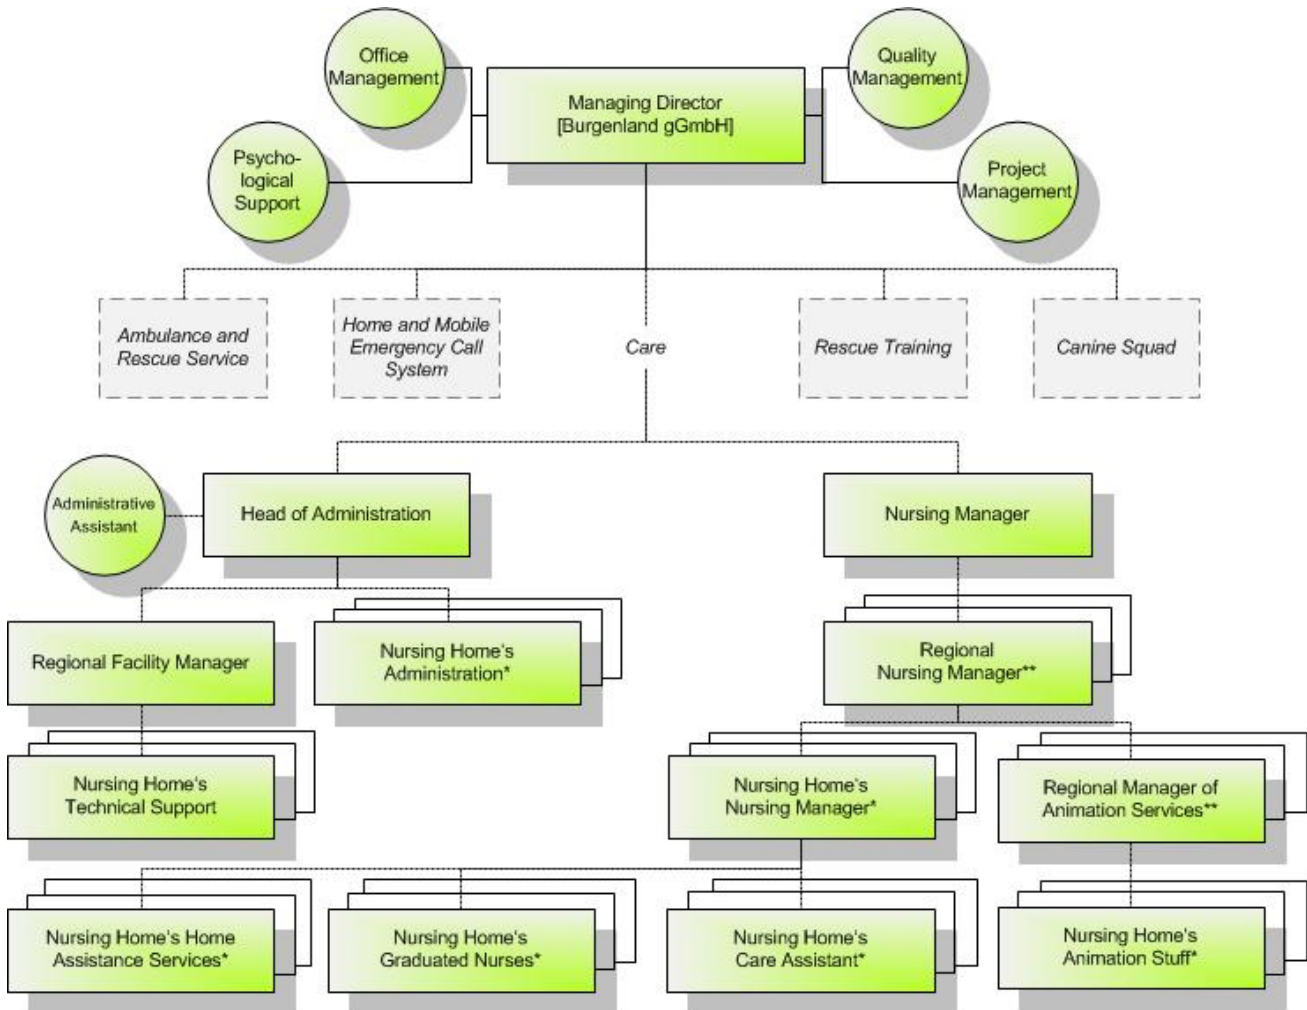 Office
Management
Quality
Management
Managing Director
[Burgenland gGmbH]
Psycho-
logical
Support
Project
Management
Ambulance and
Rescue Service
Home and Mobile
Emergency Call
System
Care
Rescue Training
Canine Squad
Administrative
Assistant
Head of Administration
Nursing Manager
Regional Facility Manager
Nursing Home's
Administration*
Regional
Nursing Manager**
Nursing Home's
Technical Support
Nursing Home's
Nursing Manager*
Regional Manager of
Animation Services**
Nursing Home's Home
Assistance Services*
Nursing Home's
Graduated Nurses*
Nursing Home's
Care Assistant*
Nursing Home's
Animation Stuff*